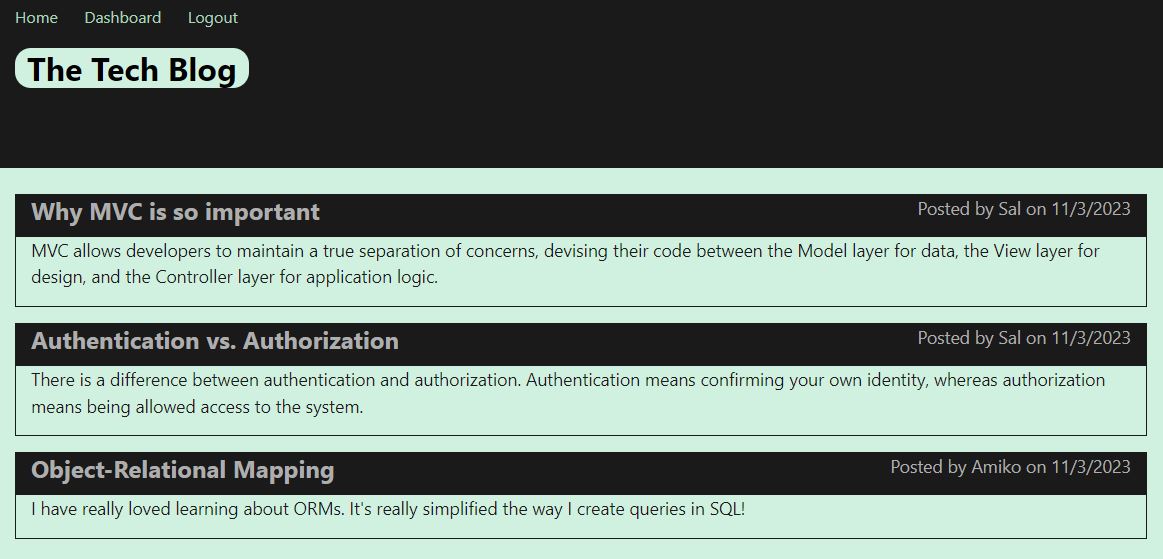 Home Dashboard Logout
The Tech Blog
Why MVC is so important Posted by Sal on 11/3/2023
MVC allows developers to maintain a true separation of concerns, devising their code between the Model layer for data, the View layer for
design, and the Controller layer for application logic.
Authentication vs. Authorization Posted by Sal on 11/3/2023
There is a difference between authentication and authorization. Authentication means confirming your own identity, whereas authorization
means being allowed access to the system.
Object-Relational Mapping Posted by Amiko on 11/3/2023
I have really loved learning about ORMs. It's really simplified the way I create queries in SQL!